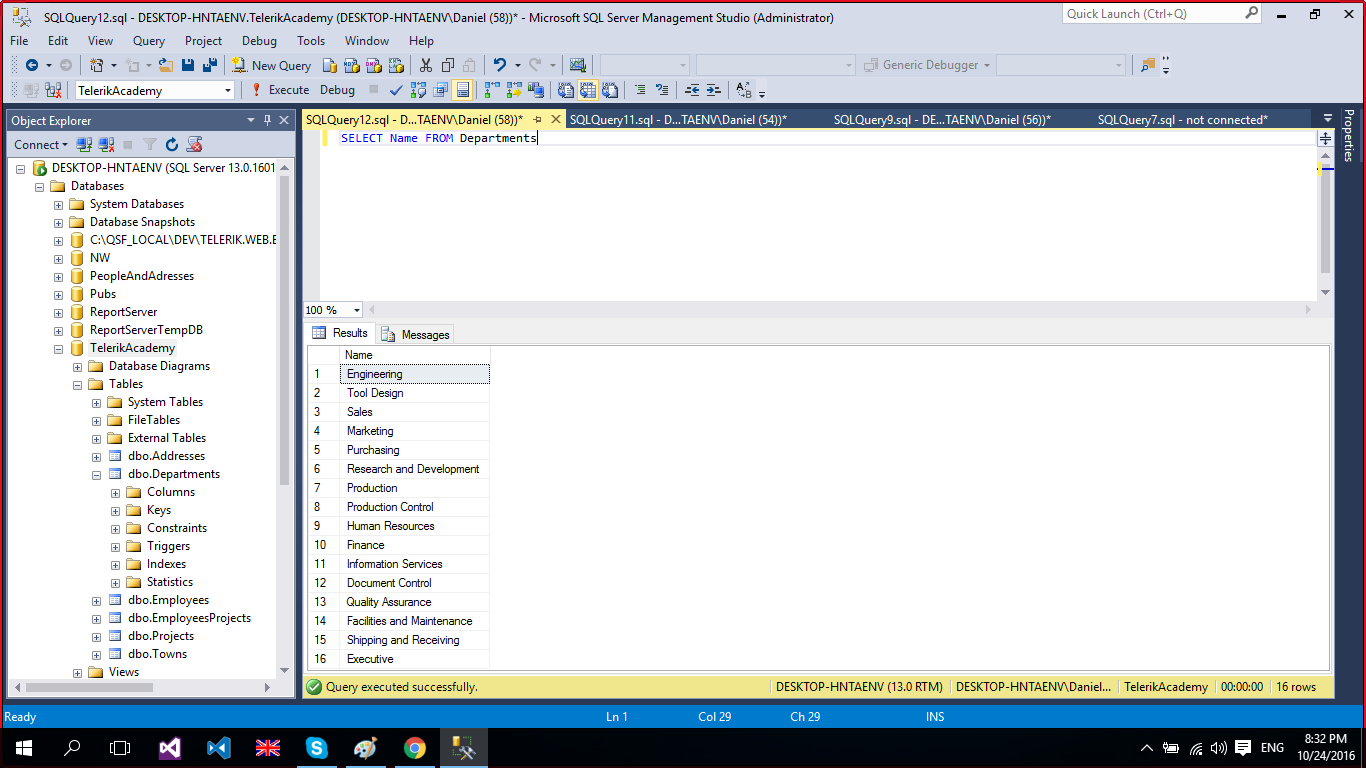 SQLQuery12.sql - DESKTOP-HNTAENV.TelerikAcademy (DESKTOP-HNTAENV\Daniel (58))* - Microsoft SQL Server Management Studio (Administrator)
Quick Launch (Ctrl+Q)
File Edit View Query Project Debug Tools Window Help
New Query
Generic Debugger
TelerikAcademy
Execute Debug
Object Explorer
Connect
DESKTOP-HNTAENV (SQL Server 13.0.1601
Databases
System Databases
Database Snapshots
C:\QSF_LOCAL\DEV\TELERIK.WEB.E
NW
PeopleAndAdresses
Pubs
ReportServer
ReportServerTempDB
TelerikAcademy
Database Diagrams
Tables
System Tables
FileTables
External Tables
dbo.Addresses
dbo.Departments
Columns
Keys
Constraints
Triggers
Indexes
Statistics
dbo.Employees
dbo.EmployeesProjects
dbo.Projects
dbo.Towns
Views
SQLQuery12.sql - D...TAENV\Daniel (58))* SQLQuery11.sql - D...TAENV\Daniel (54))* SQLQuery9.sql - DE...TAENV\Daniel (56))* SQLQuery7.sql - not connected*
SELECT Name FROM Departments
100 %
Results Messages
Name
1 Engineering
2 Tool Design
3 Sales
4 Marketing
5 Purchasing
6 Research and Development
7 Production
8 Production Control
9 Human Resources
10 Finance
11 Information Services
12 Document Control
13 Quality Assurance
14 Facilities and Maintenance
15 Shipping and Receiving
16 Executive
Query executed successfully. DESKTOP-HNTAENV (13.0 RTM) DESKTOP-HNTAENV\Daniel... TelerikAcademy 00:00:00 16 rows
Properties
Ready Ln 1 Col 29 Ch 29 INS
ENG
8:32 PM
10/24/2016